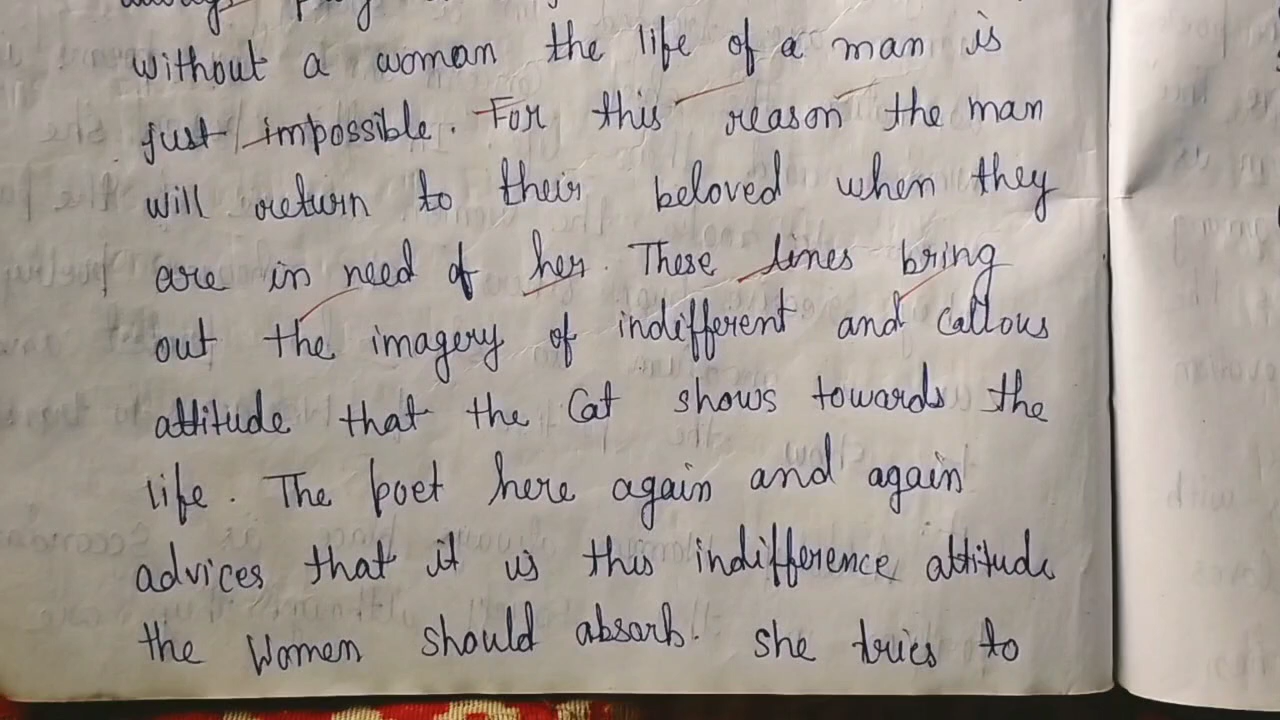 without a woman the life of a man is
just impossible. For this reason the man
will return to their beloved when they
are in need of her. These lines bring
out the imagery of indifferent and callous
attitude that the Cat shows towards the
life. The poet here again and again
advices that it is this indifference attitude
the Women should absorb. she tries to